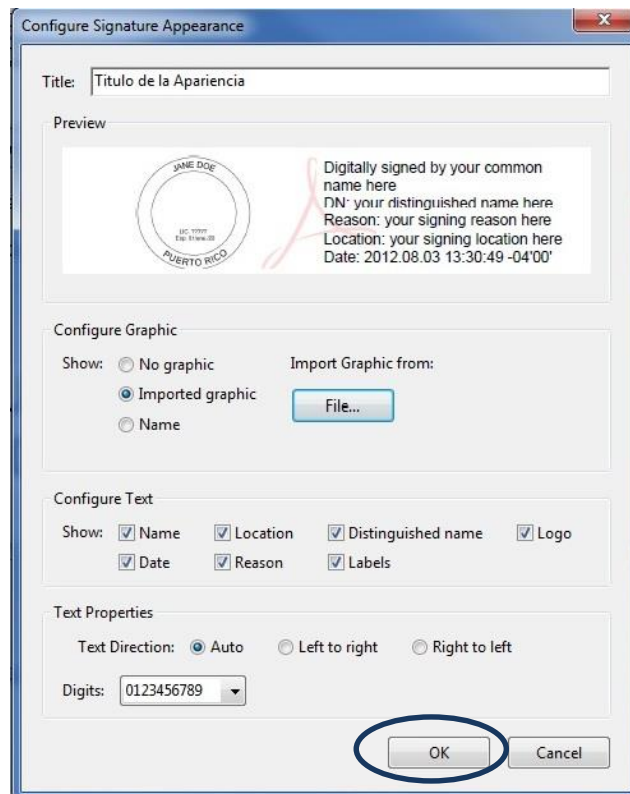 Configure Signature Appearance
Title: Titulo de la Apariencia
Preview
JANE DOE
LIC. ?????
PUERTO RICO
Digitally signed by your common
name here
DN: your distinguished name here
Reason: your signing reason here
Location: your signing location here
Date: 2012.08.03 13:30:49 -04'00'
Configure Graphic
Show: No graphic Import Graphic from:
Imported graphic File...
Name
Configure Text
Show: Name Location Distinguished name Logo
Date Reason Labels
Text Properties
Text Direction: Auto Left to right Right to left
Digits: 0123456789
OK Cancel